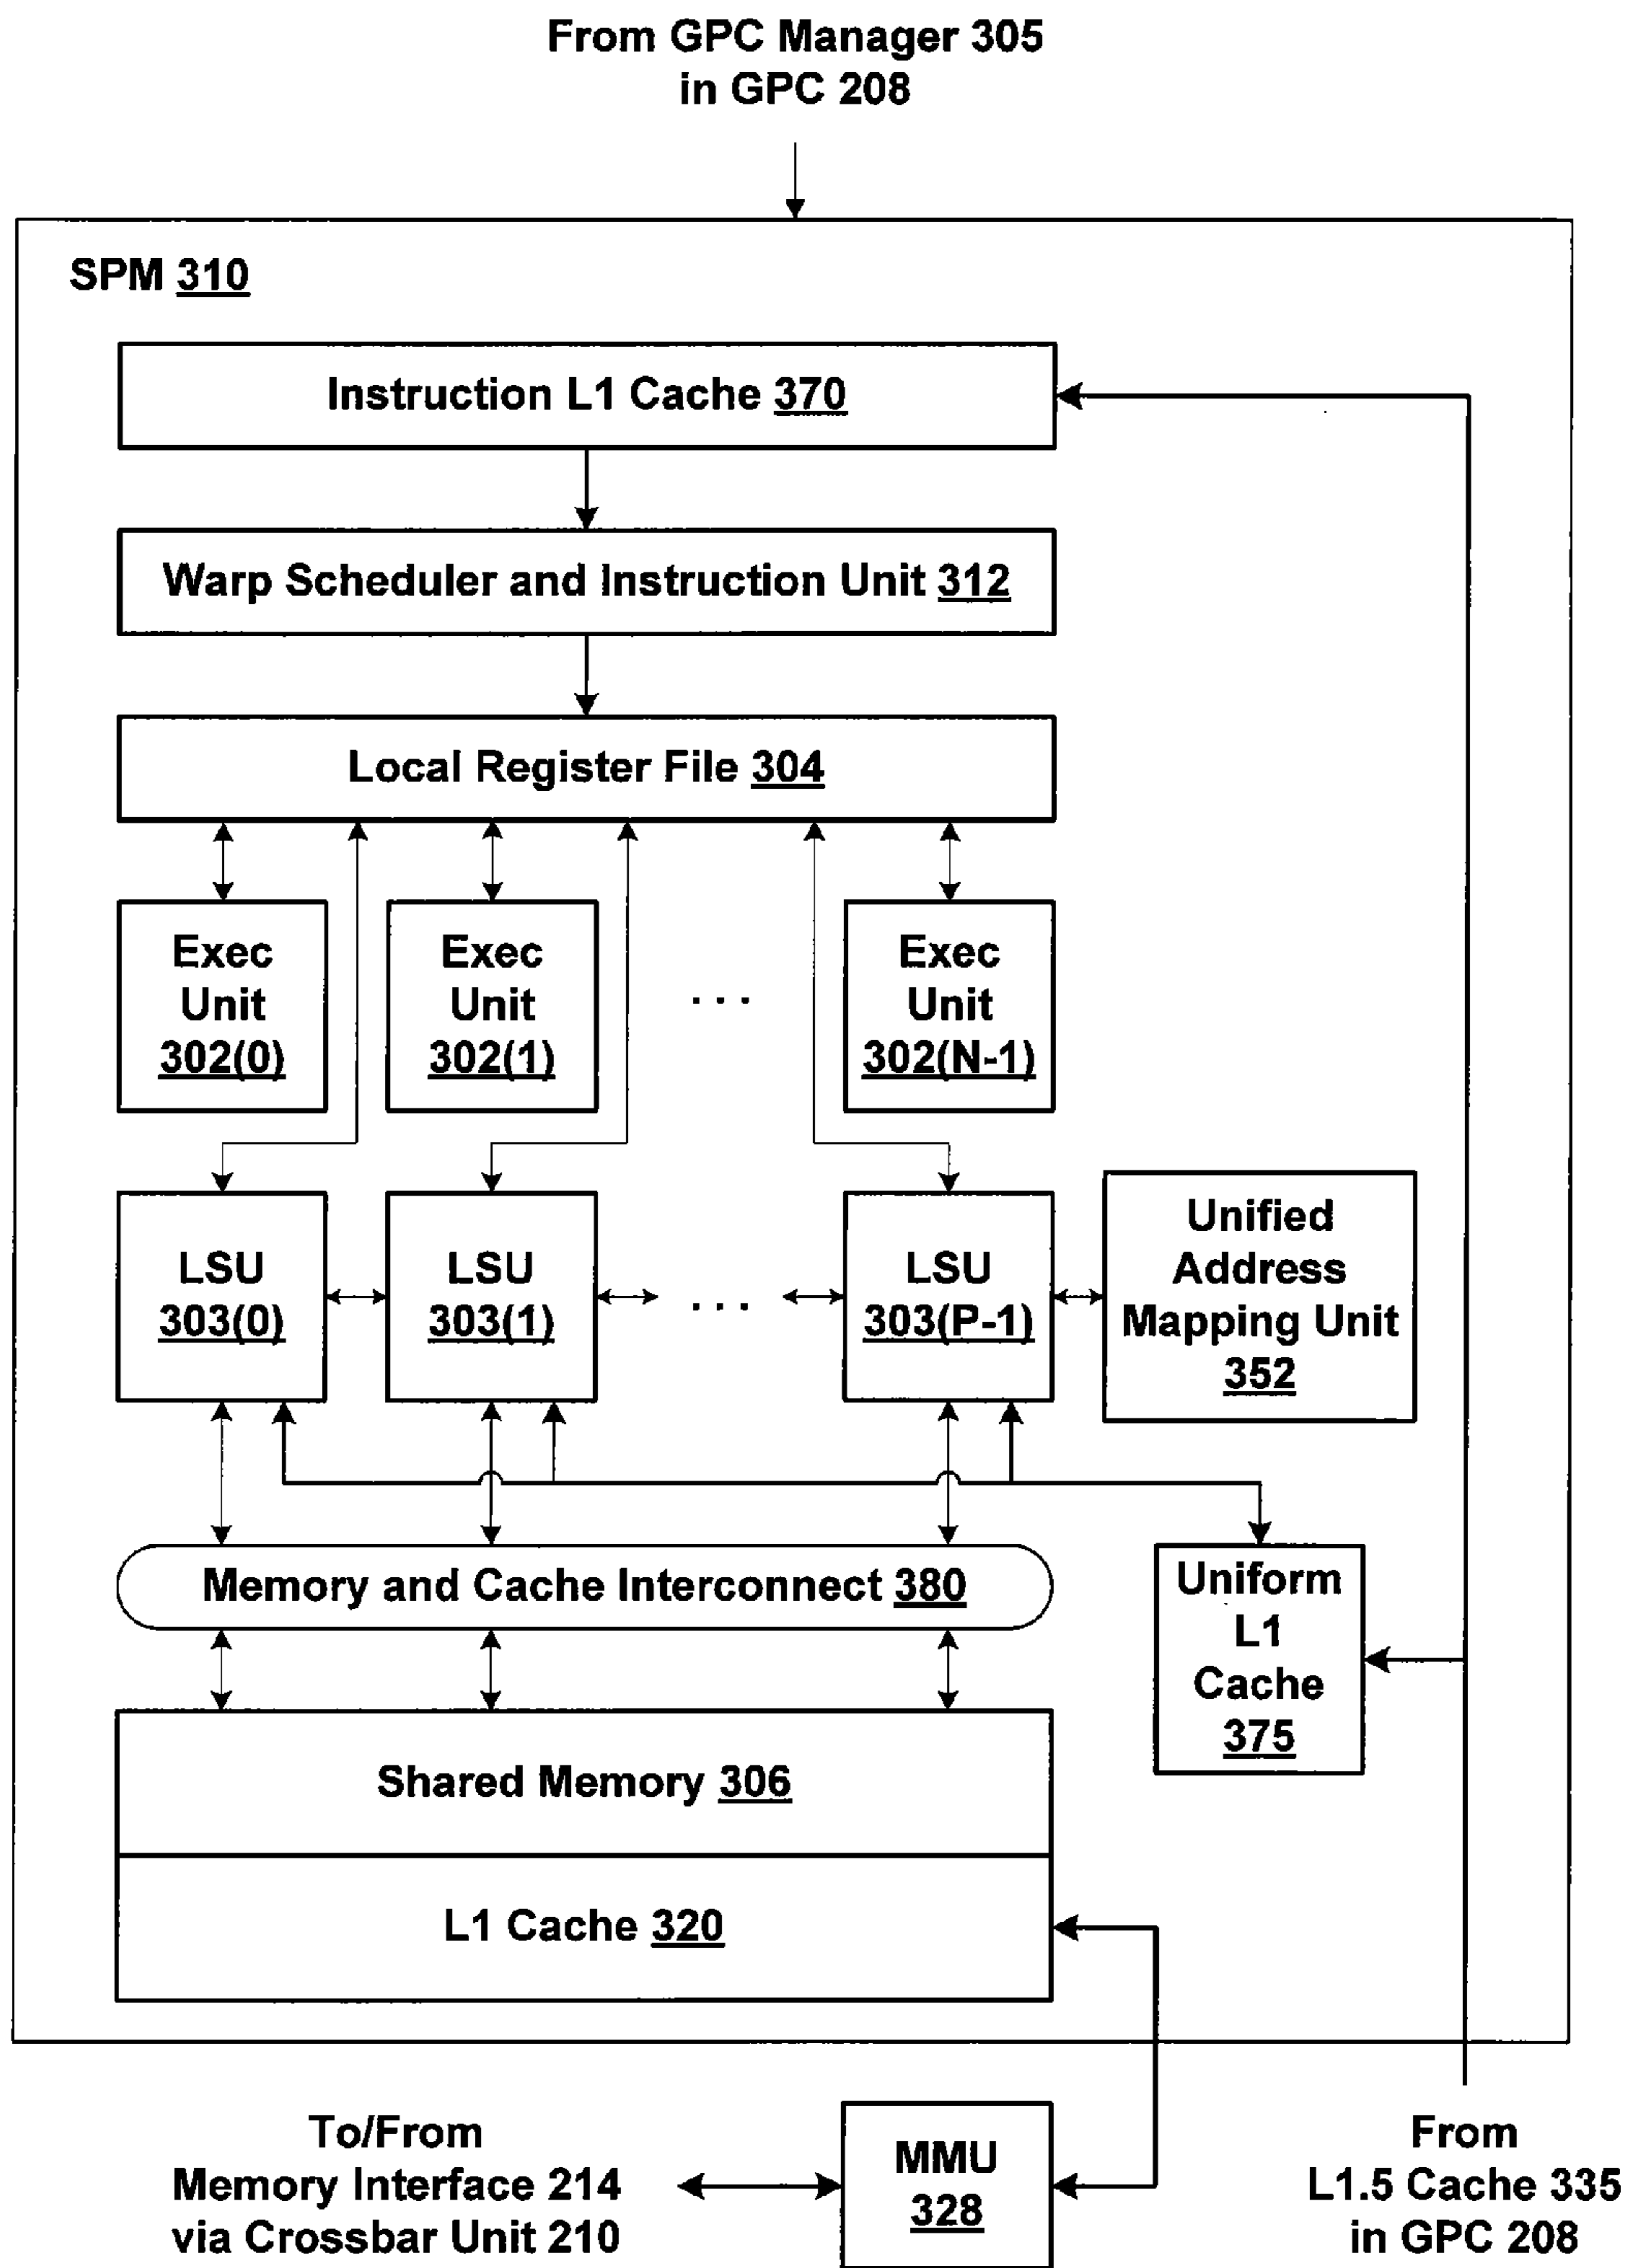 From GPC Manager 305
in GPC 208
SPM 310
Instruction L1 Cache 370
Warp Scheduler and Instruction Unit 312
Local Register File 304
Exec
Unit
302(0)
Exec
Unit
302(1)
. . .
Exec
Unit
302(N-1)
LSU
303(0)
LSU
303(1)
. . .
LSU
303(P-1)
Unified
Address
Mapping Unit
352
Memory and Cache Interconnect 380
Uniform
L1
Cache
375
Shared Memory 306
L1 Cache 320
To/From
Memory Interface 214
via Crossbar Unit 210
MMU
328
From
L1.5 Cache 335
in GPC 208